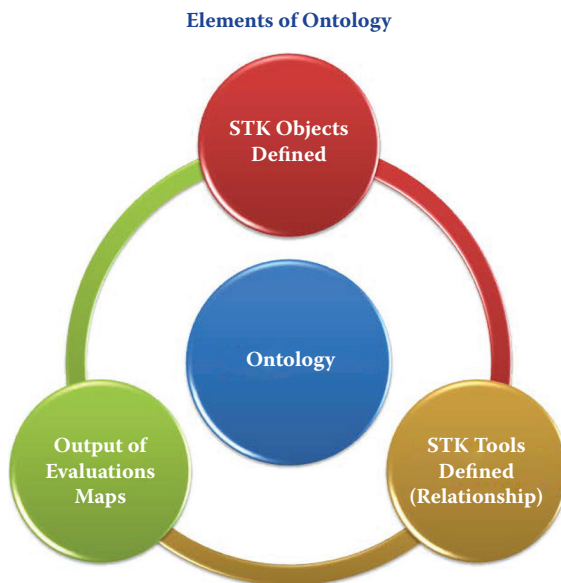 Elements of Ontology
STK Objects
Defined
Ontology
Output of
Evaluations
Maps
STK Tools
Defined
(Relationship)